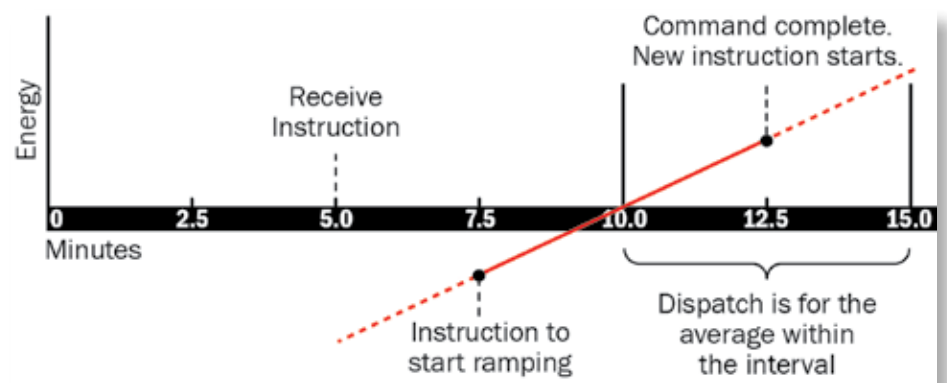 Command complete.
New instruction starts.
Receive
Instruction
Energy
0 2.5 5.0 7.5 10.0 12.5 15.0
Minutes
Instruction to
start ramping
Dispatch is for the
average within
the interval